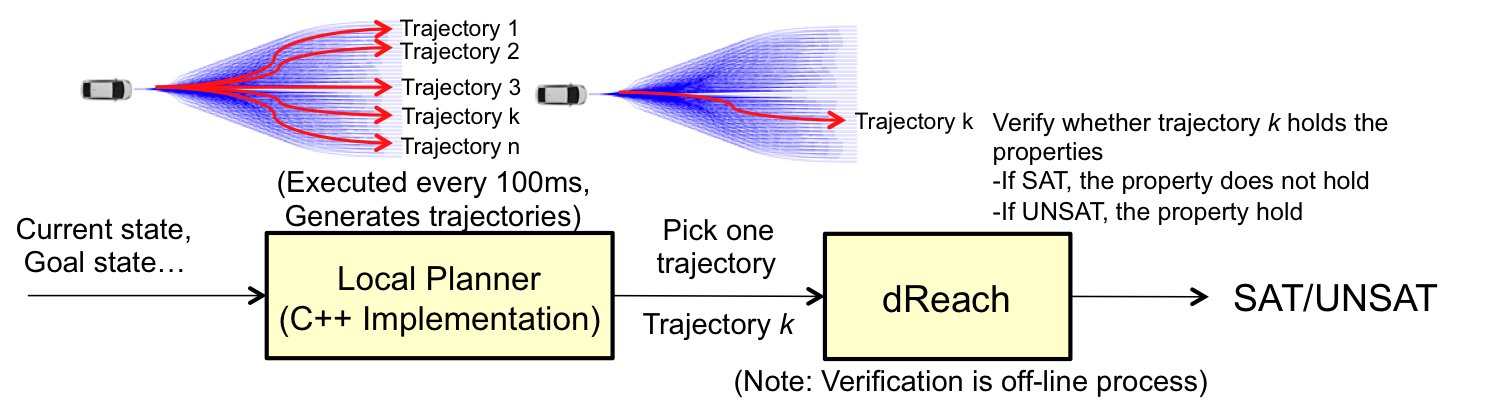 Trajectory 1
Trajectory 2
Trajectory 3
Trajectory k
Trajectory n
(Executed every 100ms,
Generates trajectories)
Trajectory k
Verify whether trajectory k holds the
properties
-If SAT, the property does not hold
-If UNSAT, the property hold
Current state,
Goal state…
Local Planner
(C++ Implementation)
Pick one
trajectory
Trajectory k
dReach
SAT/UNSAT
(Note: Verification is off-line process)